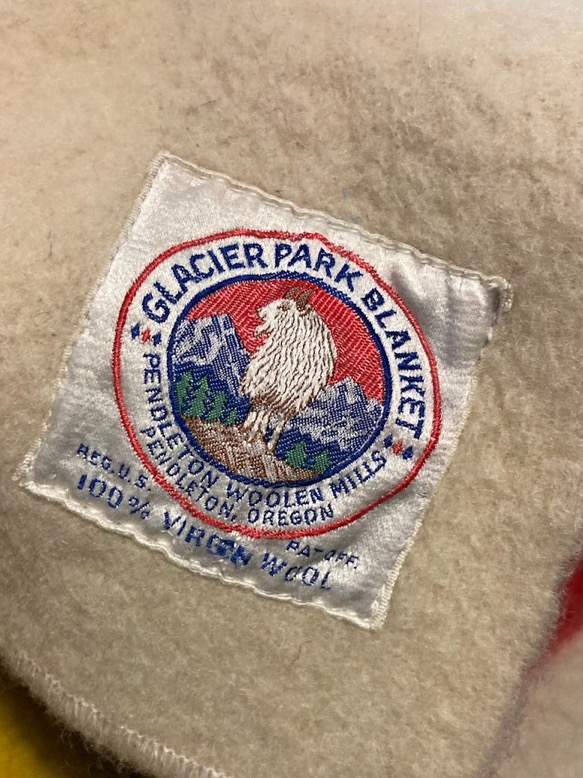 GLACIER PARK BLANKET
PENDLETON WOOLEN MILLS
PENDLETON, OREGON
REG. U.S. PAT OFF.
100% VIRGIN WOOL